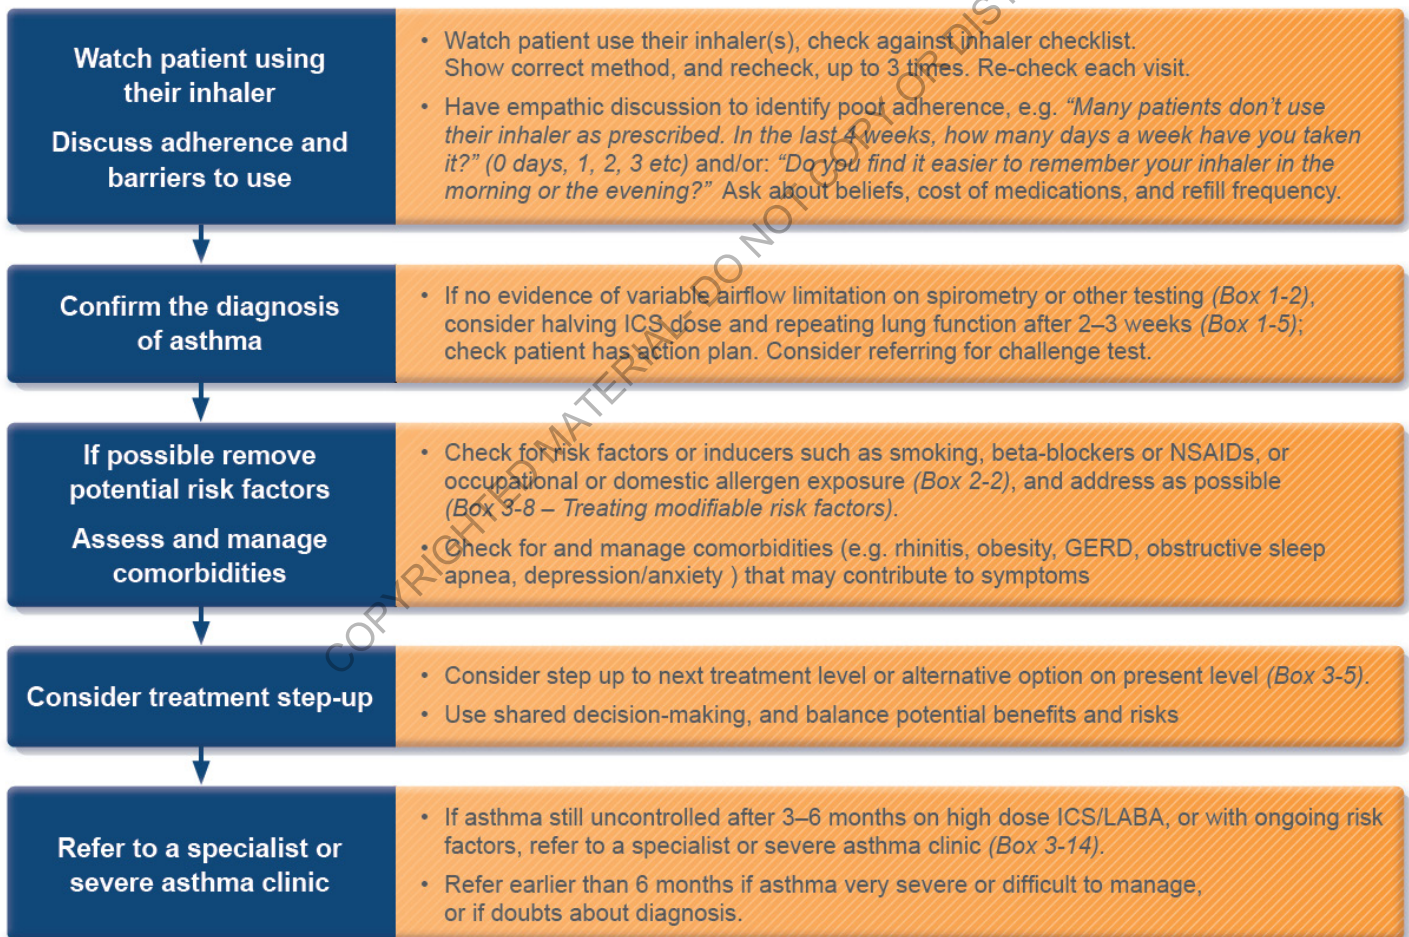 Watch patient using
their inhaler
Discuss adherence and
barriers to use
• Watch patient use their inhaler(s), check against inhaler checklist.
Show correct method, and recheck, up to 3 times. Re-check each visit.
• Have empathic discussion to identify poor adherence, e.g. “Many patients don’t use
their inhaler as prescribed. In the last 4 weeks, how many days a week have you taken
it?” (0 days, 1, 2, 3 etc) and/or: “Do you find it easier to remember your inhaler in the
morning or the evening?” Ask about beliefs, cost of medications, and refill frequency.
Confirm the diagnosis
of asthma
• If no evidence of variable airflow limitation on spirometry or other testing (Box 1-2),
consider halving ICS dose and repeating lung function after 2–3 weeks (Box 1-5);
check patient has action plan. Consider referring for challenge test.
If possible remove
potential risk factors
Assess and manage
comorbidities
• Check for risk factors or inducers such as smoking, beta-blockers or NSAIDs, or
occupational or domestic allergen exposure (Box 2-2), and address as possible
(Box 3-8 – Treating modifiable risk factors).
• Check for and manage comorbidities (e.g. rhinitis, obesity, GERD, obstructive sleep
apnea, depression/anxiety ) that may contribute to symptoms
Consider treatment step-up
• Consider step up to next treatment level or alternative option on present level (Box 3-5).
• Use shared decision-making, and balance potential benefits and risks
Refer to a specialist or
severe asthma clinic
• If asthma still uncontrolled after 3–6 months on high dose ICS/LABA, or with ongoing risk
factors, refer to a specialist or severe asthma clinic (Box 3-14).
• Refer earlier than 6 months if asthma very severe or difficult to manage,
or if doubts about diagnosis.
COPYRIGHTED MATERIAL- DO NOT COPY OR DIST